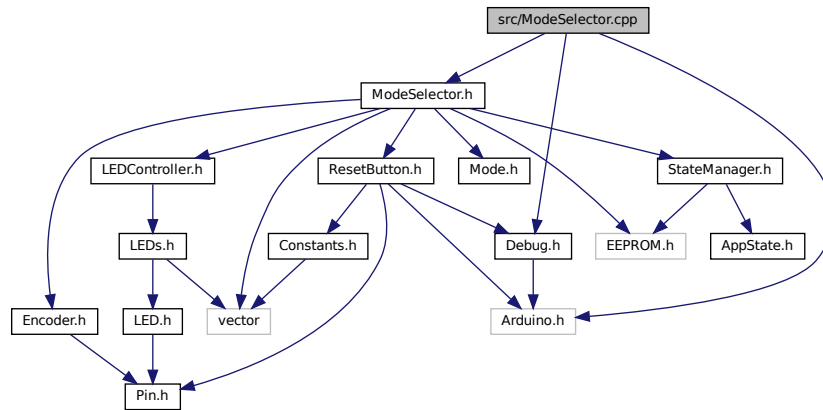 src/ModeSelector.cpp
ModeSelector.h
LEDController.h
ResetButton.h
Mode.h
StateManager.h
LEDs.h
Constants.h
Debug.h
EEPROM.h
AppState.h
Encoder.h
LED.h
vector
Arduino.h
Pin.h